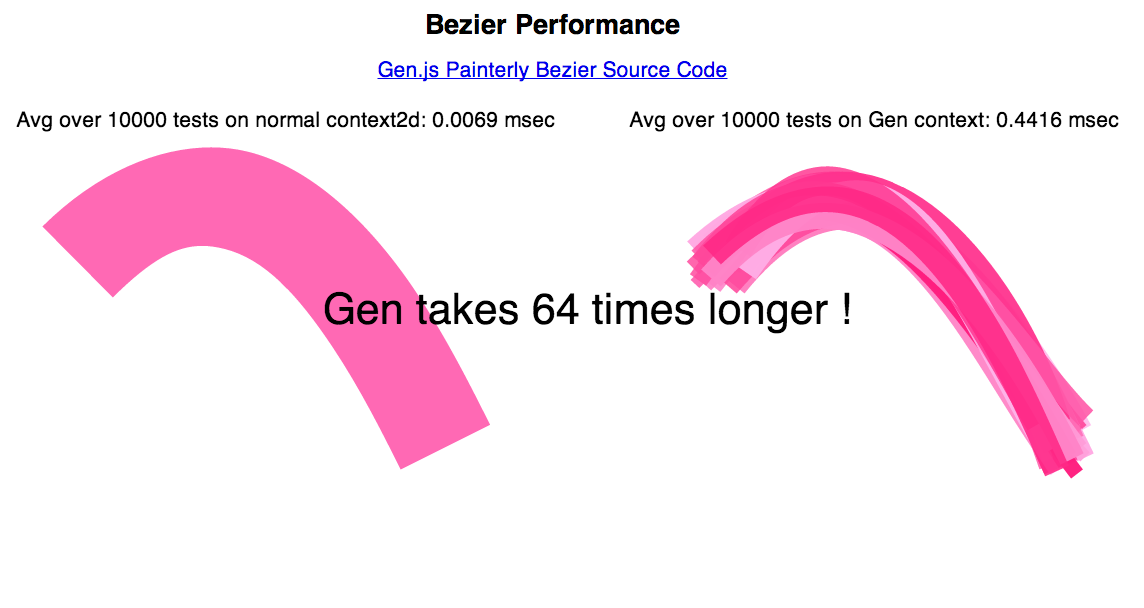 Bezier Performance
Gen.js Painterly Bezier Source Code
Avg over 10000 tests on normal context2d: 0.0069 msec
Avg over 10000 tests on Gen context: 0.4416 msec
Gen takes 64 times longer !